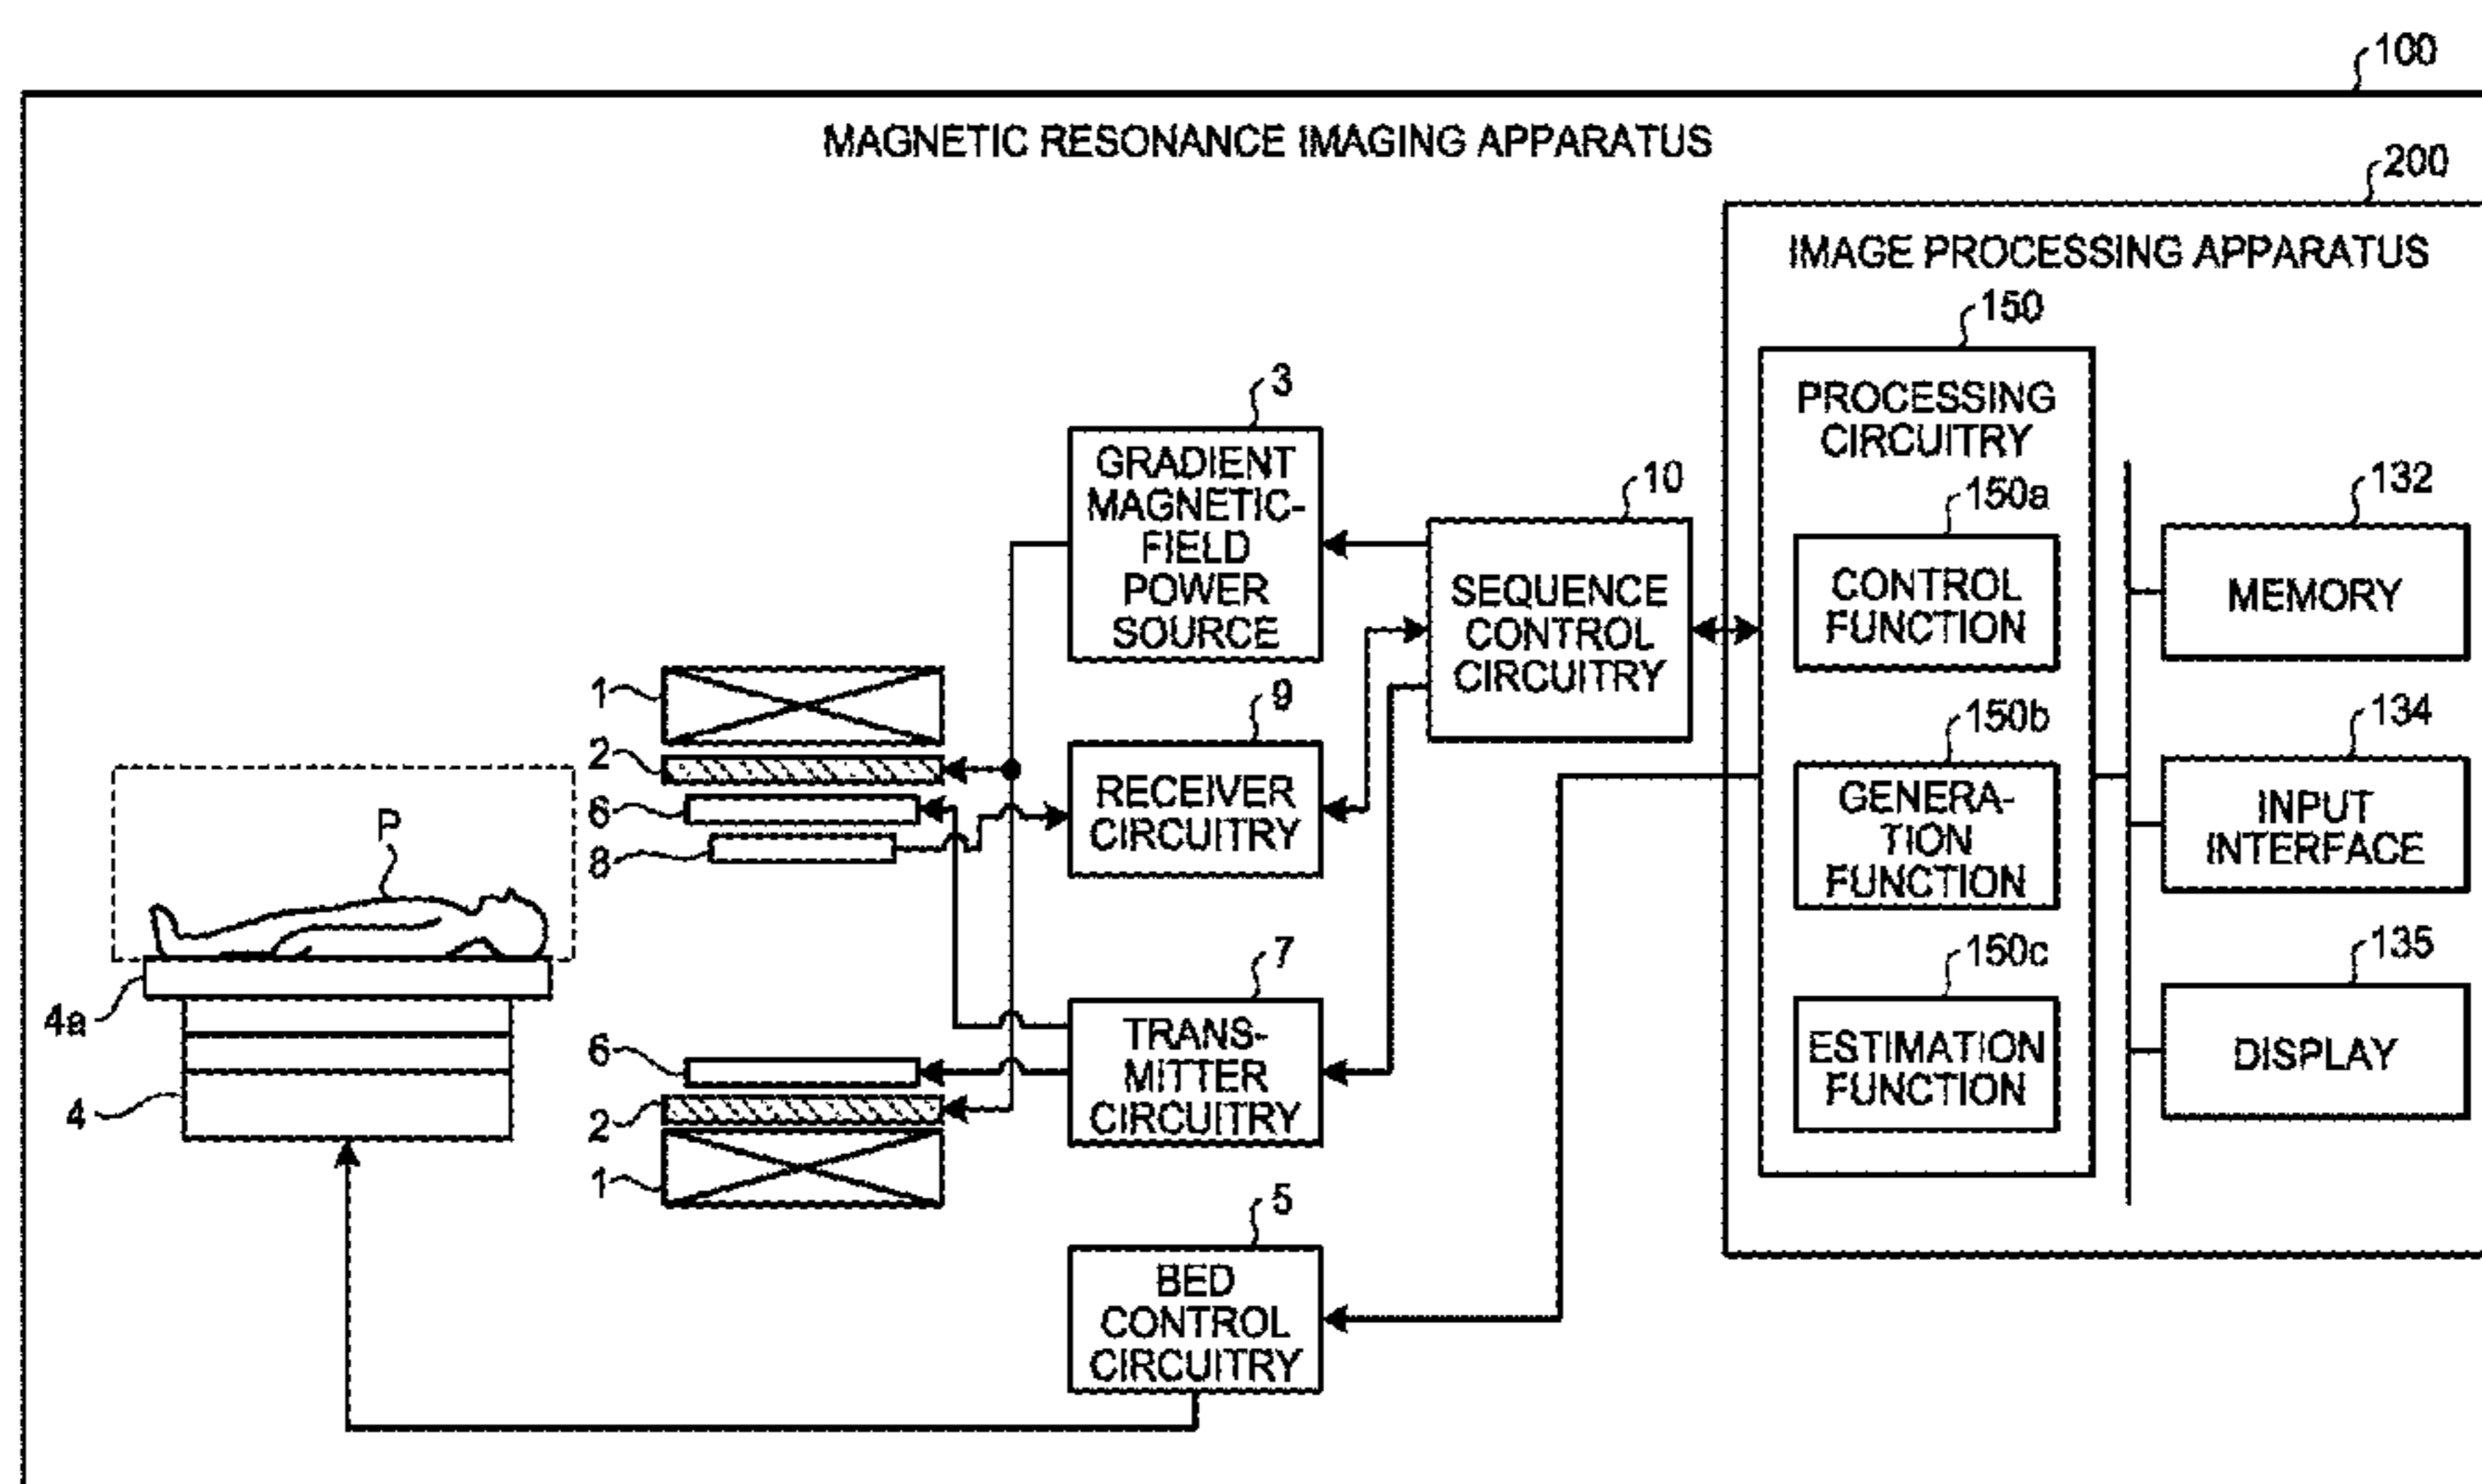 100
MAGNETIC RESONANCE IMAGING APPARATUS
200
IMAGE PROCESSING APPARATUS
150
PROCESSING
CIRCUITRY
150a
CONTROL
FUNCTION
150b
GENERA-
TION
FUNCTION
150c
ESTIMATION
FUNCTION
132
MEMORY
134
INPUT
INTERFACE
135
DISPLAY
3
GRADIENT
MAGNETIC-
FIELD
POWER
SOURCE
10
SEQUENCE
CONTROL
CIRCUITRY
9
RECEIVER
CIRCUITRY
7
TRANS-
MITTER
CIRCUITRY
5
BED
CONTROL
CIRCUITRY
1
2
6
8
6
2
1
P
4a
4